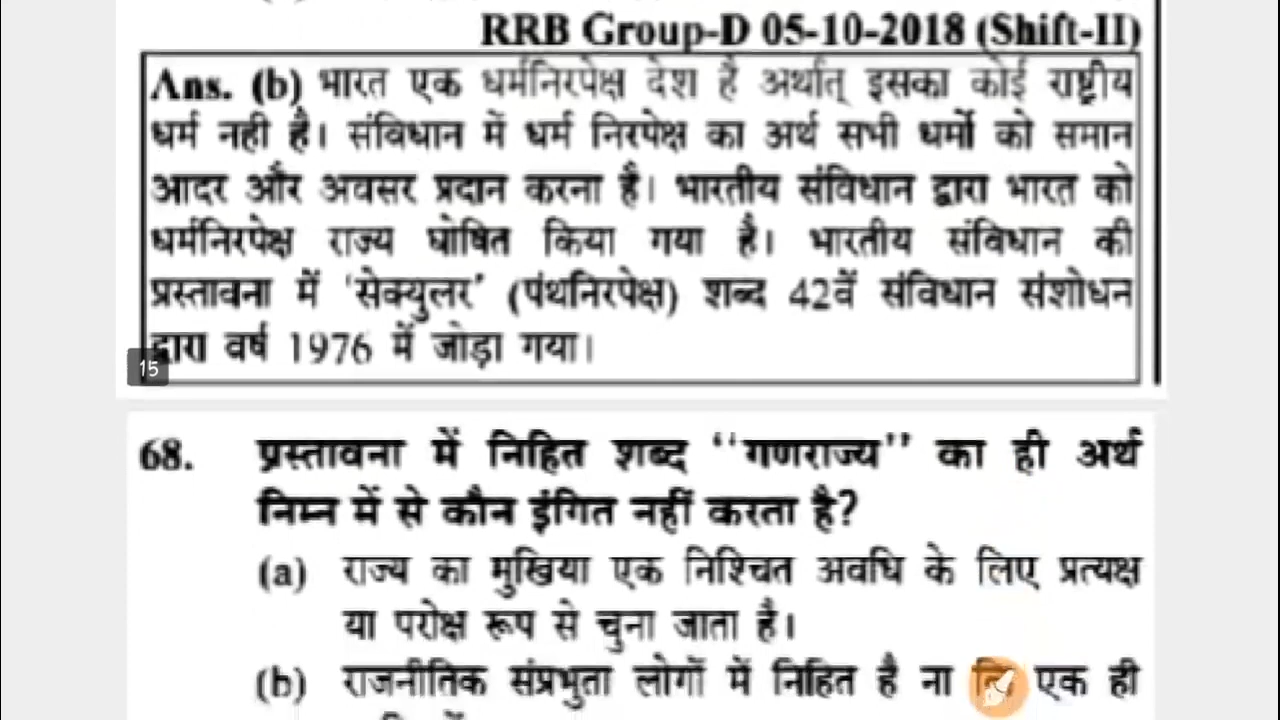 RRB Group-D 05-10-2018 (Shift-II)
Ans. (b) भारत एक धर्मनिरपेक्ष देश है अर्थात् इसका कोई राष्ट्रीय
धर्म नही है। संविधान में धर्म निरपेक्ष का अर्थ सभी धर्मो को समान
आदर और अवसर प्रदान करना है। भारतीय संविधान द्वारा भारत को
धर्मनिरपेक्ष राज्य घोषित किया गया है। भारतीय संविधान की
प्रस्तावना में 'सेक्युलर' (पंथनिरपेक्ष) शब्द 42वें संविधान संशोधन
द्वारा वर्ष 1976 में जोड़ा गया।
15
68. प्रस्तावना में निहित शब्द ''गणराज्य'' का ही अर्थ
निम्न में से कौन इंगित नहीं करता है?
(a) राज्य का मुखिया एक निश्चित अवधि के लिए प्रत्यक्ष
या परोक्ष रूप से चुना जाता है।
(b) राजनीतिक संप्रभुता लोगों में निहित है ना एक ही